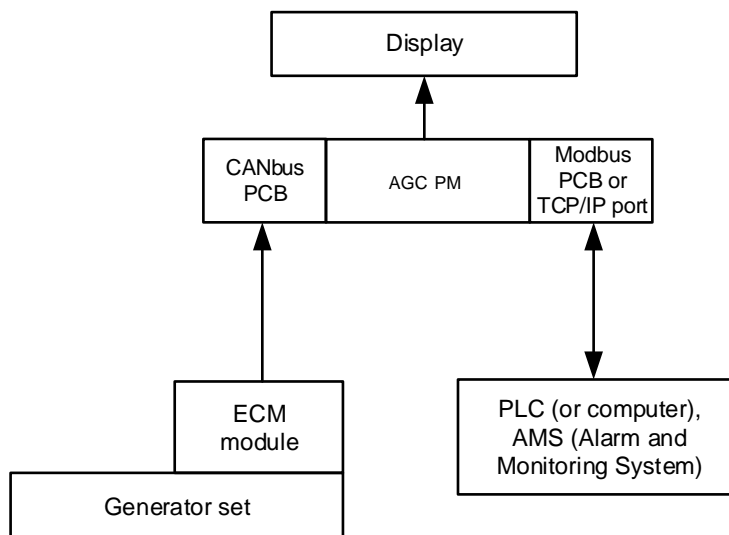 Display
CANbus
PCB
AGC PM
Modbus
PCB or
TCP/IP port
ECM
module
Generator set
PLC (or computer),
AMS (Alarm and
Monitoring System)